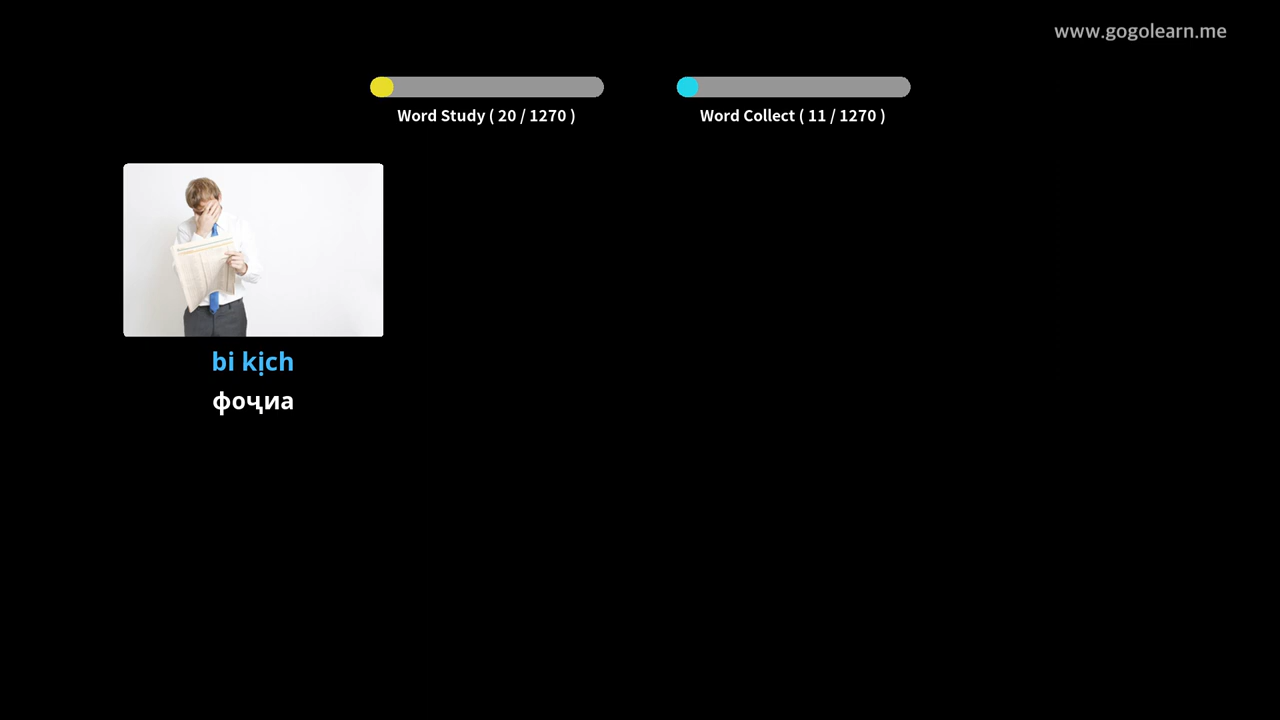 www.gogolearn.me
Word Study ( 20 / 1270 )
Word Collect ( 11 / 1270 )
bi kịch
фоҷиа